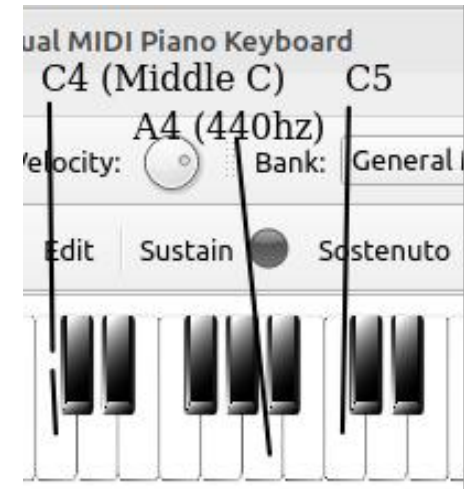 ual MIDI Piano Keyboard
C4 (Middle C) C5
A4 (440hz)
elocity: Bank: General
Edit Sustain Sostenuto